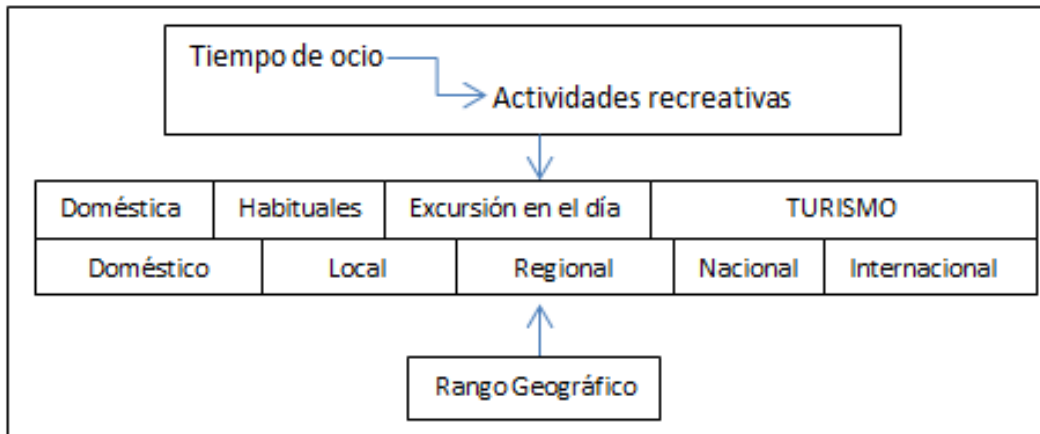 Tiempo de ocio
Actividades recreativas
Doméstica Habituales Excursión en el día TURISMO
Doméstico Local Regional Nacional Internacional
Rango Geográfico